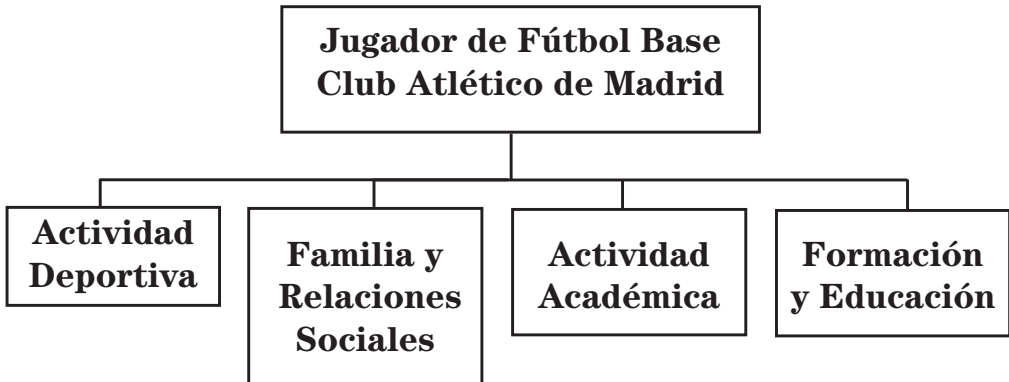 Jugador de Fútbol Base
Club Atlético de Madrid
Actividad
Deportiva
Familia y
Relaciones
Sociales
Actividad
Académica
Formación
y Educación